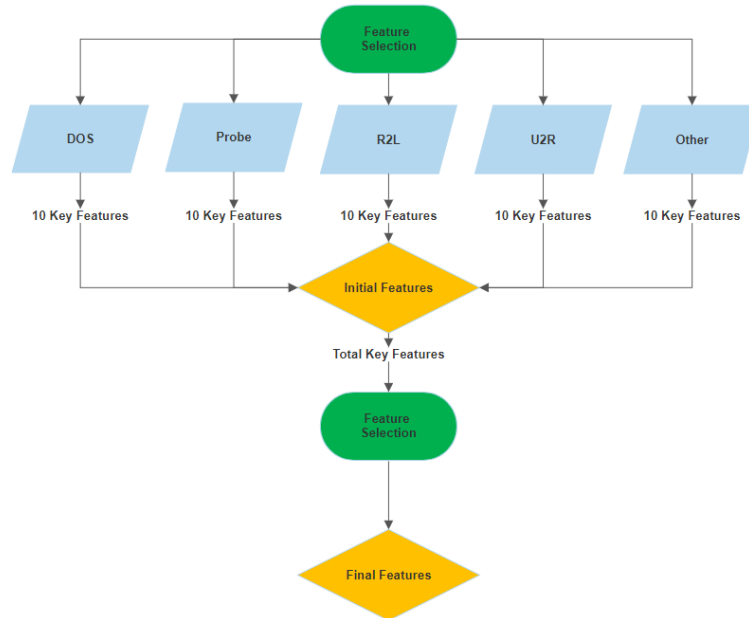 Feature
Selection
DOS
Probe
R2L
U2R
Other
10 Key Features
10 Key Features
10 Key Features
10 Key Features
10 Key Features
Initial Features
Total Key Features
Feature
Selection
Final Features